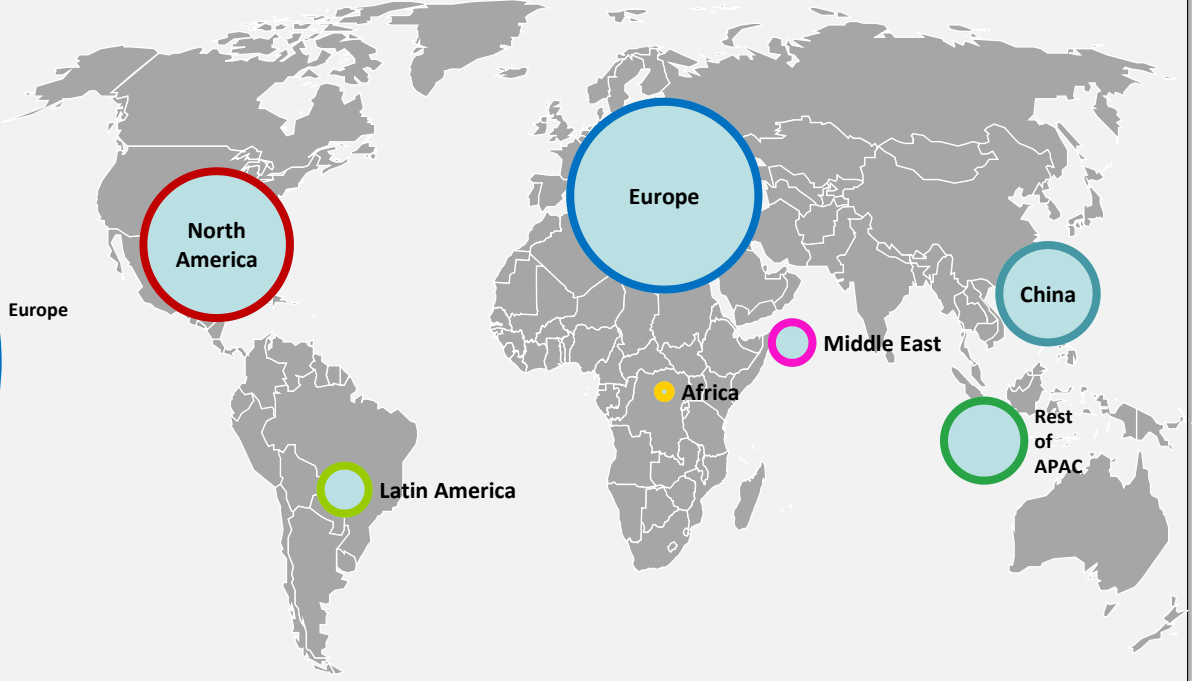 Europe
North
America
China
Europe
Middle East
Africa
Rest
of
APAC
Latin America